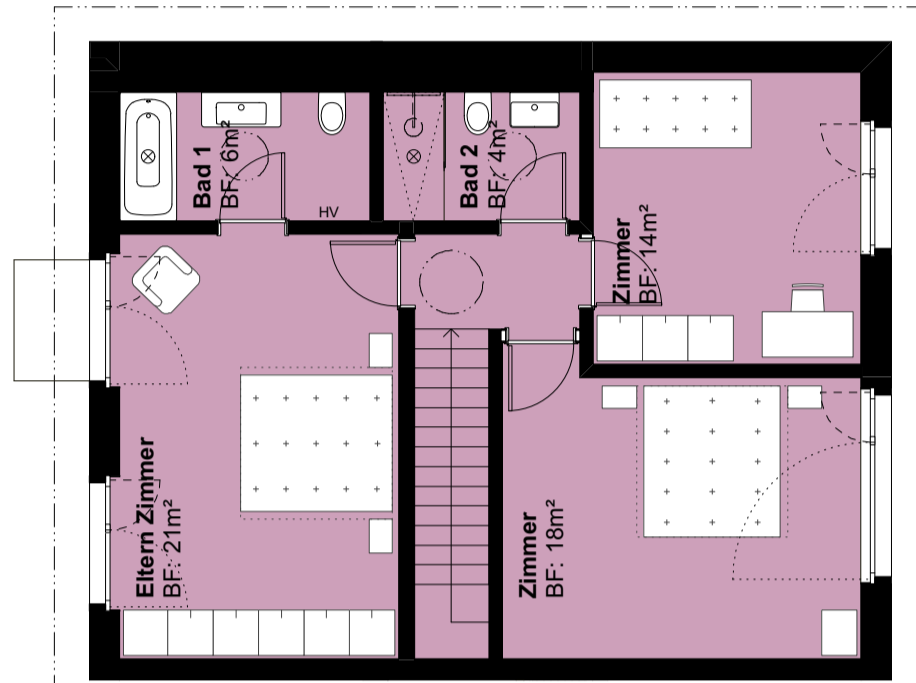 Bad 1
BF: 6m²
Bad 2
BF: 4m²
HV
Zimmer
BF: 14m²
Eltern Zimmer
BF: 21m²
Zimmer
BF: 18m²